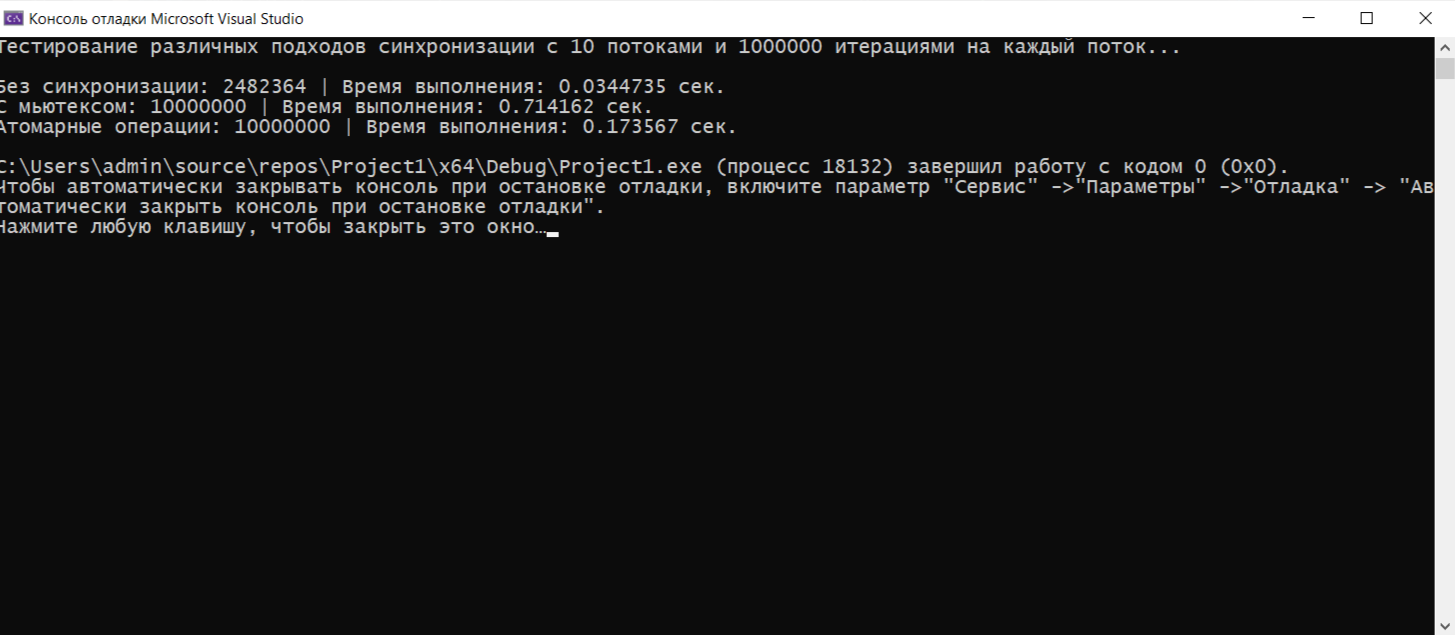 Консоль отладки Microsoft Visual Studio
Тестирование различных подходов синхронизации с 10 потоками и 1000000 итерациями на каждый поток...
Без синхронизации: 2482364 | Время выполнения: 0.0344735 сек.
С мьютексом: 10000000 | Время выполнения: 0.714162 сек.
Атомарные операции: 10000000 | Время выполнения: 0.173567 сек.
C:\Users\admin\source\repos\Project1\x64\Debug\Project1.exe (процесс 18132) завершил работу с кодом 0 (0x0).
Чтобы автоматически закрывать консоль при остановке отладки, включите параметр "Сервис" ->"Параметры" ->"Отладка" -> "Ав
томатически закрыть консоль при остановке отладки".
Нажмите любую клавишу, чтобы закрыть это окно…